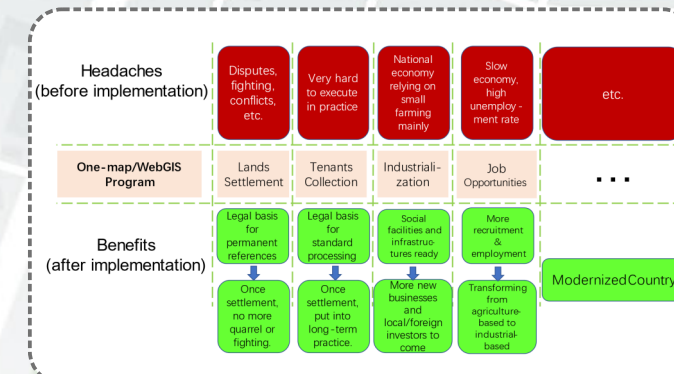 Headaches
(before implementation)
Disputes,
fighting,
conflicts,
etc.
Very hard
to execute
in practice
National
economy
relying on
small
farming
mainly
Slow
economy,
high
unemploy -
ment rate
etc.
One-map/WebGIS
Program
Lands
Settlement
Tenants
Collection
Industriali-
zation
Job
Opportunities
...
Benefits
(after implementation)
Legal basis
for
permanent
references
Legal basis
for
standard
processing
Social
facilities and
infrastruc-
tures ready
More
recruitment
&
employment
Once
settlement,
no more
quarrel or
fighting.
Once
settlement,
put into
long-term
practice.
More new
businesses
and
local/foreign
investors to
come
Transforming
from
agriculture-
based to
industrial-
based
Modernized Country